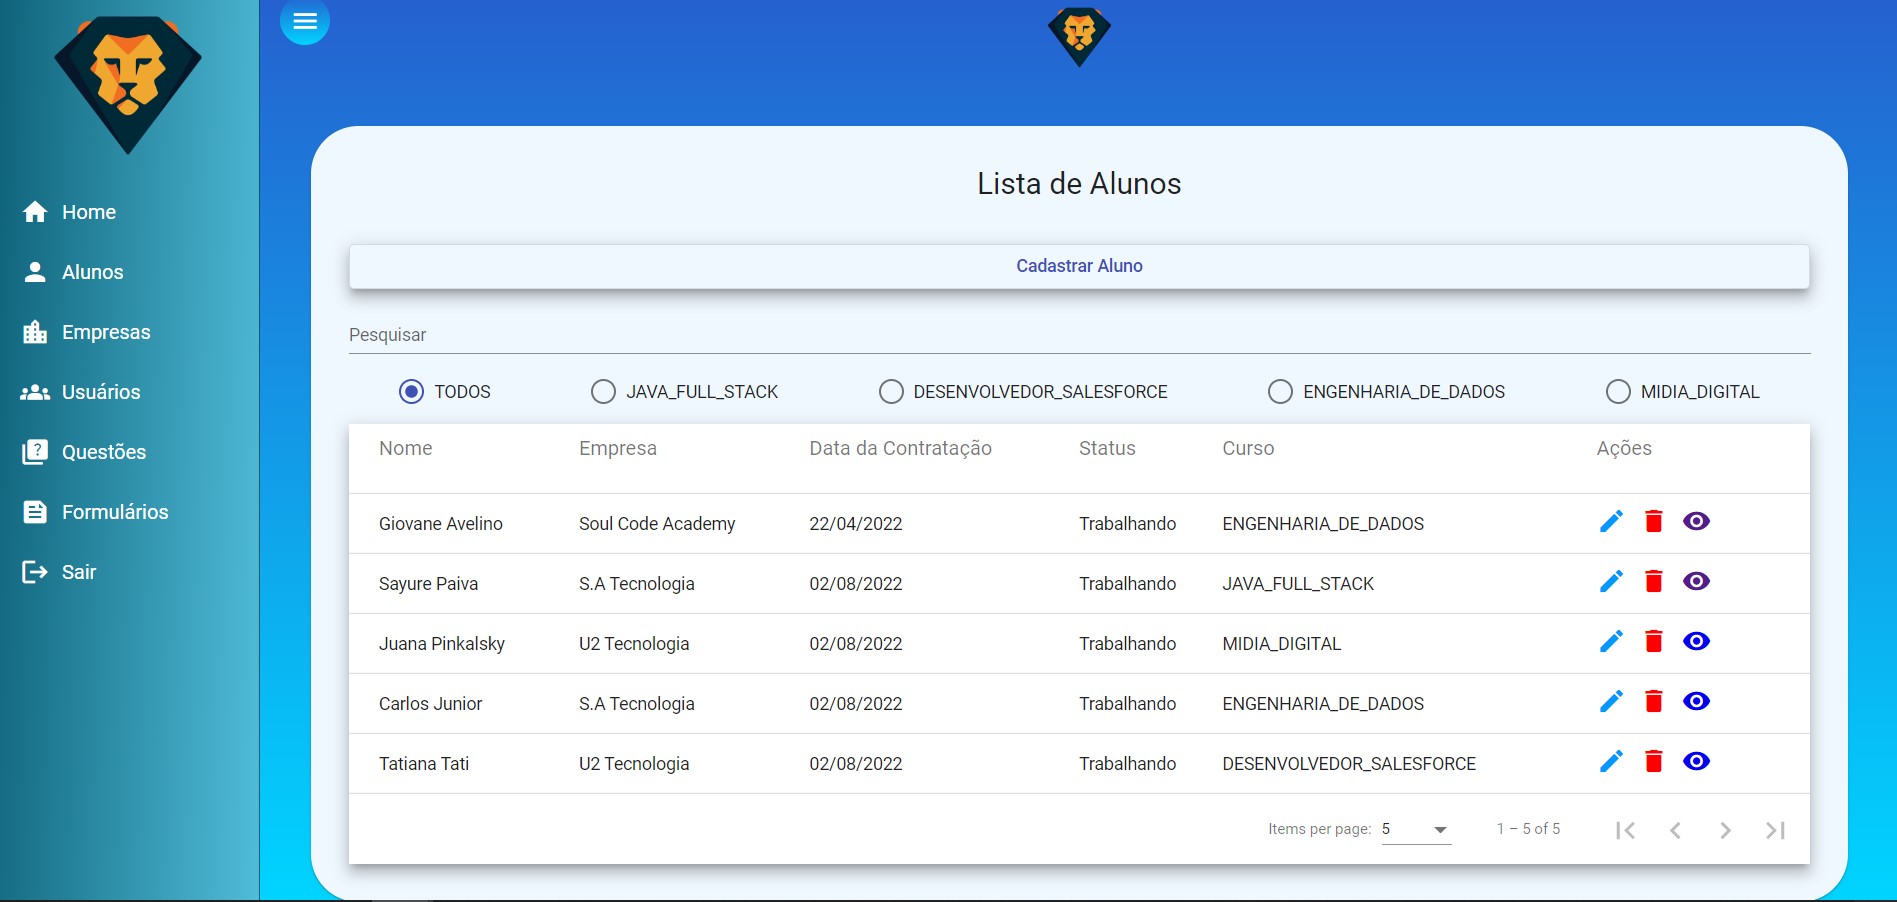 Home
Alunos
Empresas
Usuários
Questões
Formulários
Sair
Lista de Alunos
Cadastrar Aluno
Pesquisar
TODOS JAVA_FULL_STACK DESENVOLVEDOR_SALESFORCE ENGENHARIA_DE_DADOS MIDIA_DIGITAL
Nome Empresa Data da Contratação Status Curso Ações
Giovane Avelino Soul Code Academy 22/04/2022 Trabalhando ENGENHARIA_DE_DADOS
Sayure Paiva S.A Tecnologia 02/08/2022 Trabalhando JAVA_FULL_STACK
Juana Pinkalsky U2 Tecnologia 02/08/2022 Trabalhando MIDIA_DIGITAL
Carlos Junior S.A Tecnologia 02/08/2022 Trabalhando ENGENHARIA_DE_DADOS
Tatiana Tati U2 Tecnologia 02/08/2022 Trabalhando DESENVOLVEDOR_SALESFORCE
Items per page: 5 1 – 5 of 5